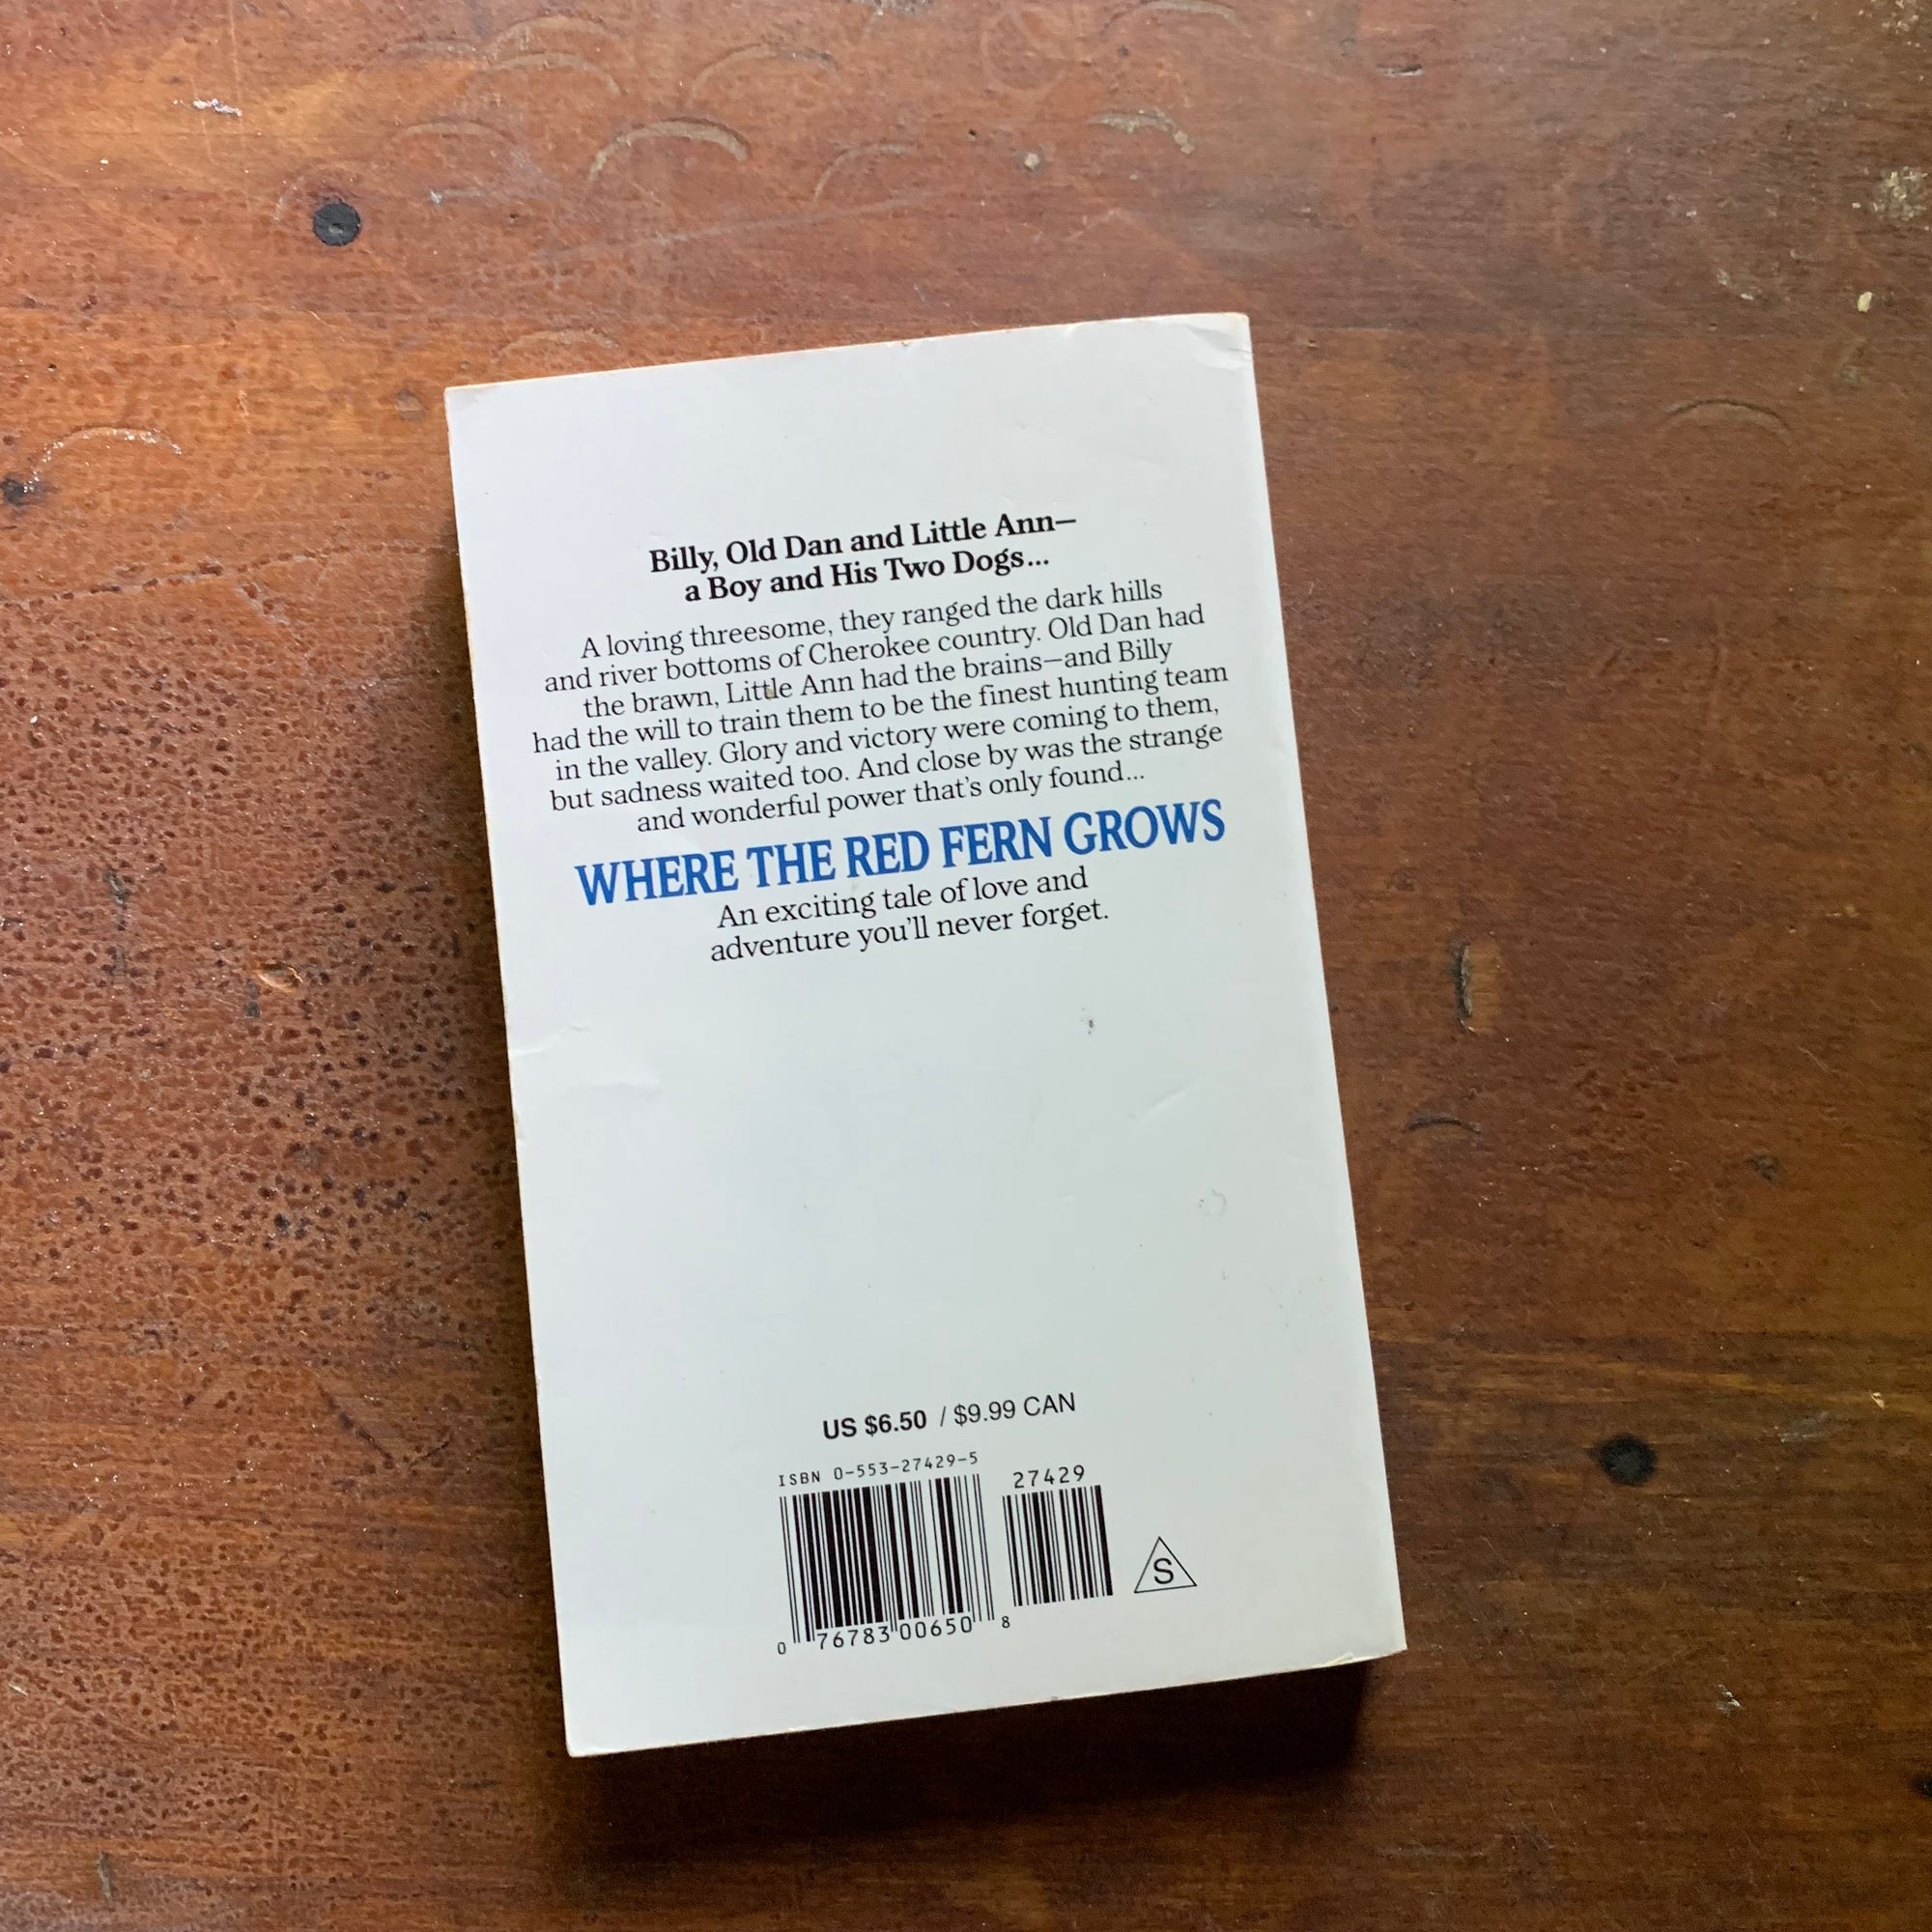 Billy, Old Dan and Little Ann—
a Boy and His Two Dogs...
A loving threesome, they ranged the dark hills
and river bottoms of Cherokee country. Old Dan had
the brawn, Little Ann had the brains—and Billy
had the will to train them to be the finest hunting team
in the valley. Glory and victory were coming to them,
but sadness waited too. And close by was the strange
and wonderful power that's only found...
WHERE THE RED FERN GROWS
An exciting tale of love and
adventure you'll never forget.
US $6.50 / $9.99 CAN
ISBN 0-553-27429-5
27429
0 76783 00650 8
S